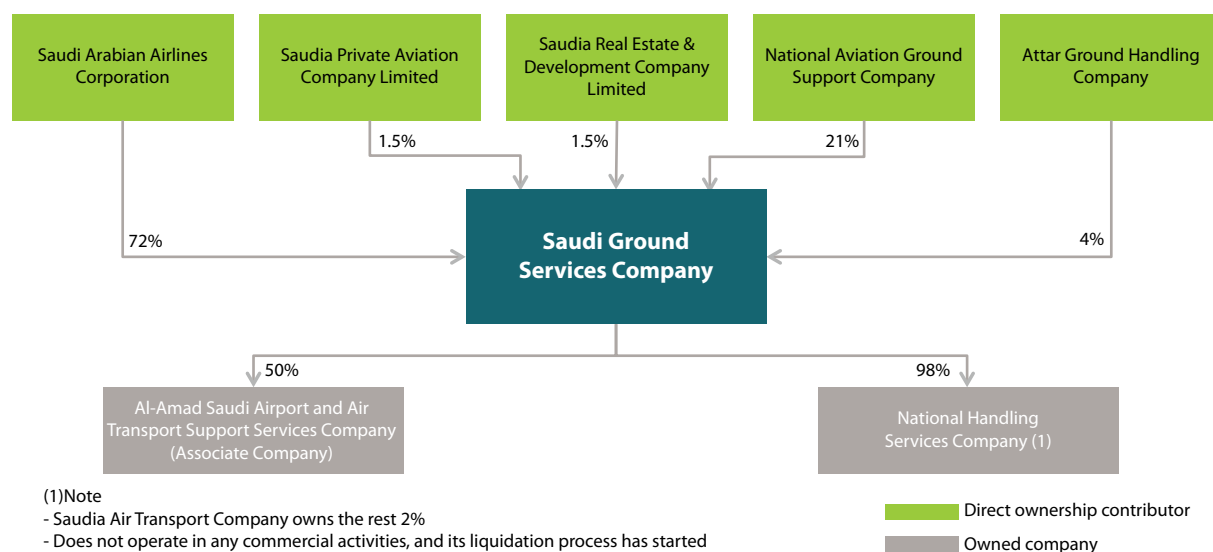 Saudi Arabian Airlines
Corporation
Saudia Private Aviation
Company Limited
Saudia Real Estate &
Development Company
Limited
National Aviation Ground
Support Company
Attar Ground Handling
Company
1.5%
1.5%
21%
72%
4%
Saudi Ground
Services Company
50%
98%
Al-Amad Saudi Airport and Air
Transport Support Services Company
(Associate Company)
National Handling
Services Company (1)
(1)Note
- Saudia Air Transport Company owns the rest 2%
- Does not operate in any commercial activities, and its liquidation process has started
Direct ownership contributor
Owned company